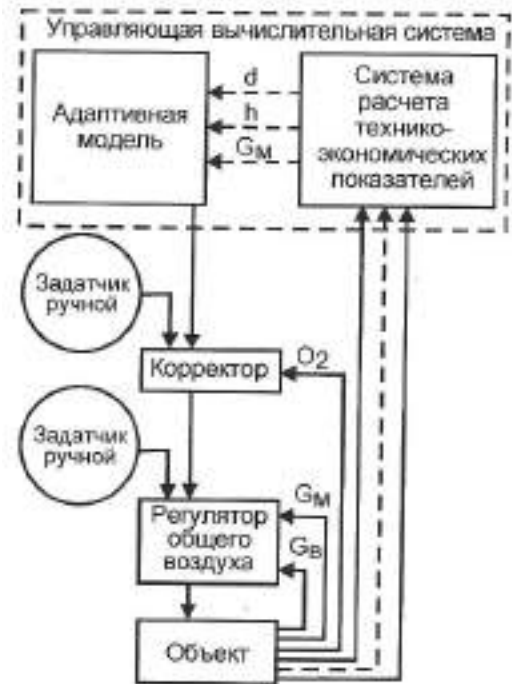 Управляющая вычислительная система
Адаптивная
модель
d
h
Gм
Система
расчета
технико-
экономических
показателей
Задатчик
ручной
Корректор
O2
Задатчик
ручной
Регулятор
общего
воздуха
Gм
Gв
Объект